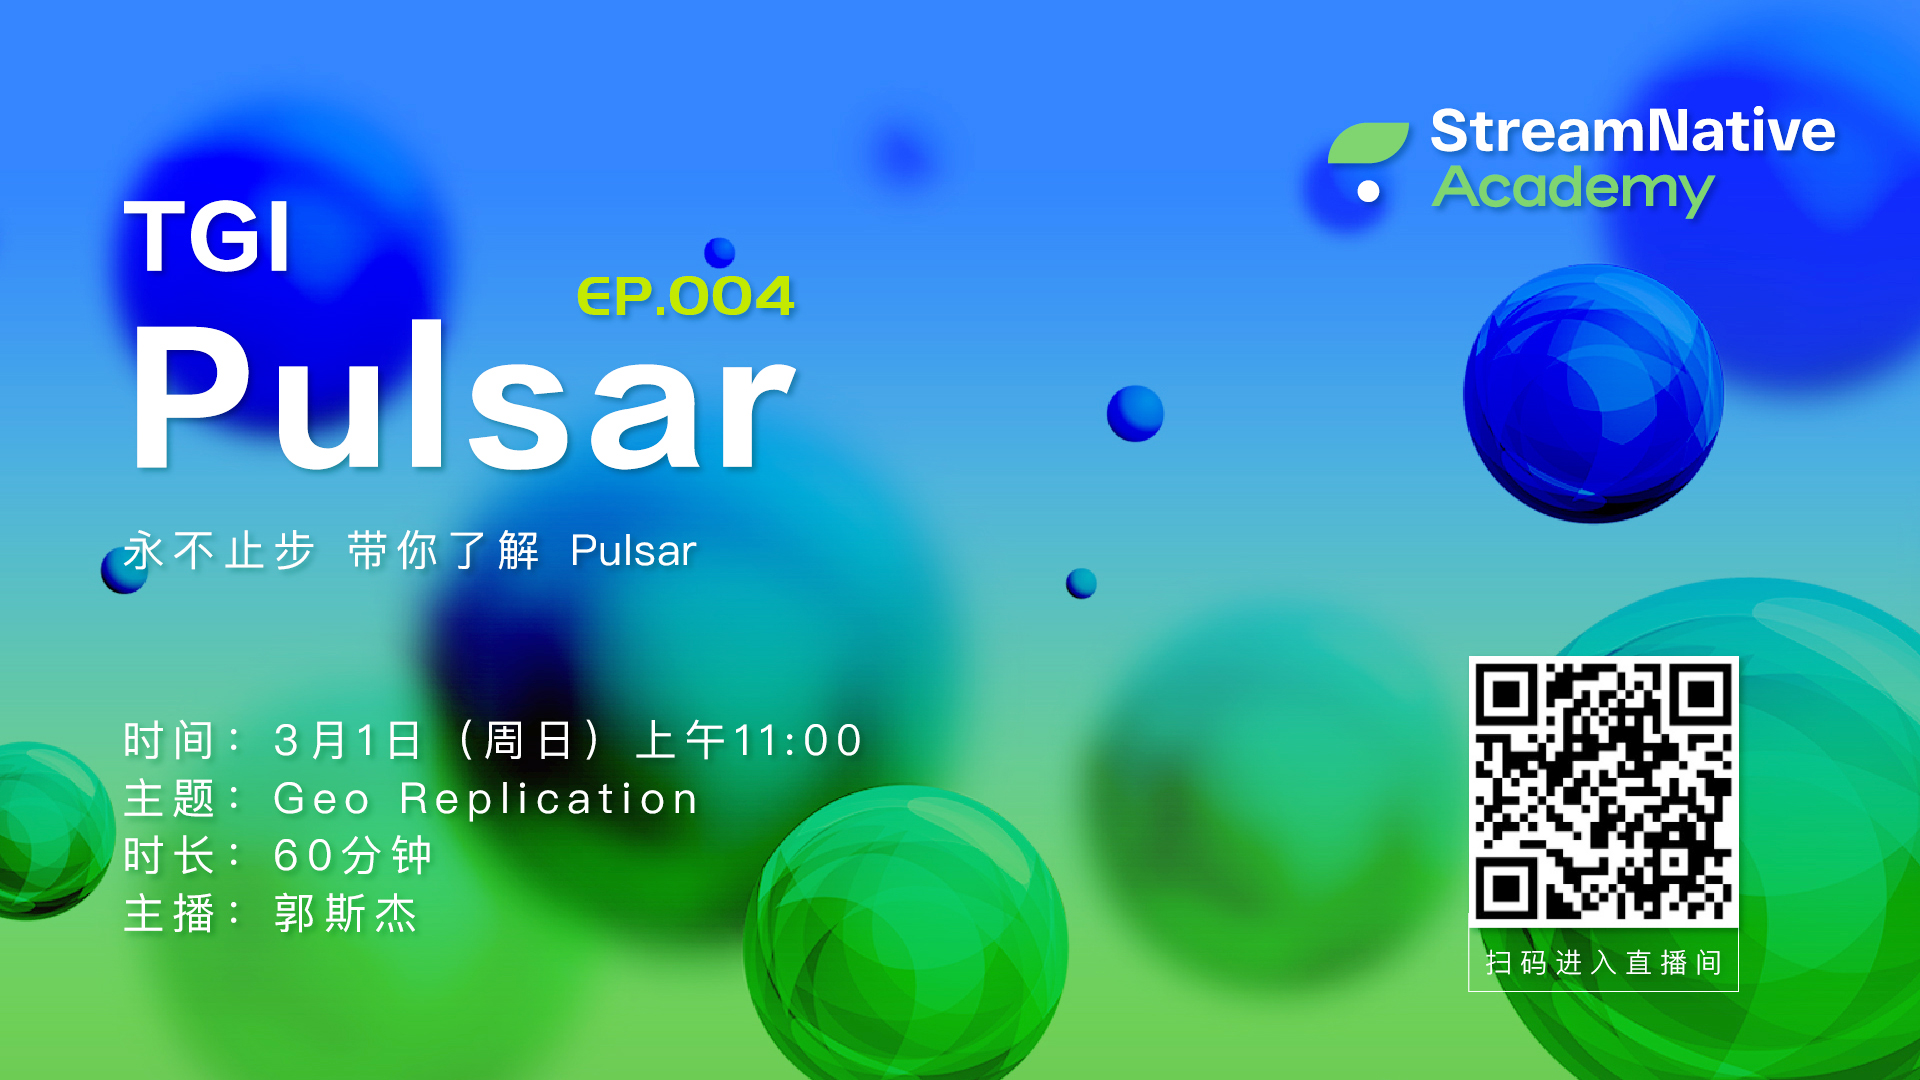 StreamNative
Academy
TGI
EP.004
Pulsar
永不止步 带你了解 Pulsar
时间：3月1日（周日）上午11:00
主题：Geo Replication
时长：60分钟
主播：郭斯杰
扫码进入直播间